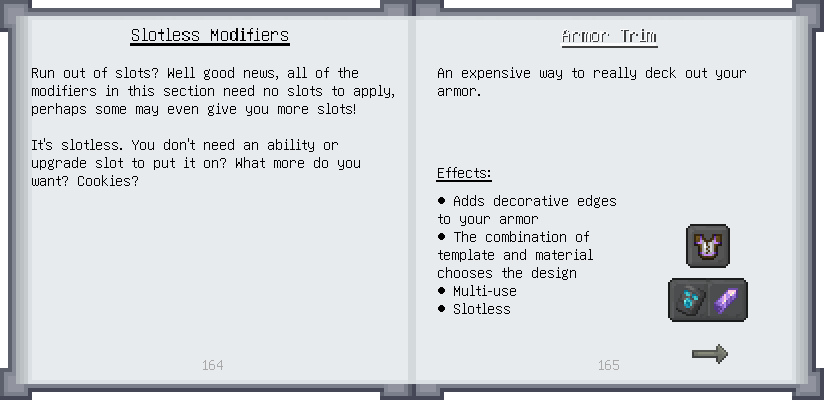 Slotless Modifiers
Run out of slots? Well good news, all of the
modifiers in this section need no slots to apply,
perhaps some may even give you more slots!
It's slotless. You don't need an ability or
upgrade slot to put it on? What more do you
want? Cookies?
164
Armor Trim
An expensive way to really deck out your
armor.
Effects:
● Adds decorative edges
to your armor
● The combination of
template and material
chooses the design
● Multi-use
● Slotless
165